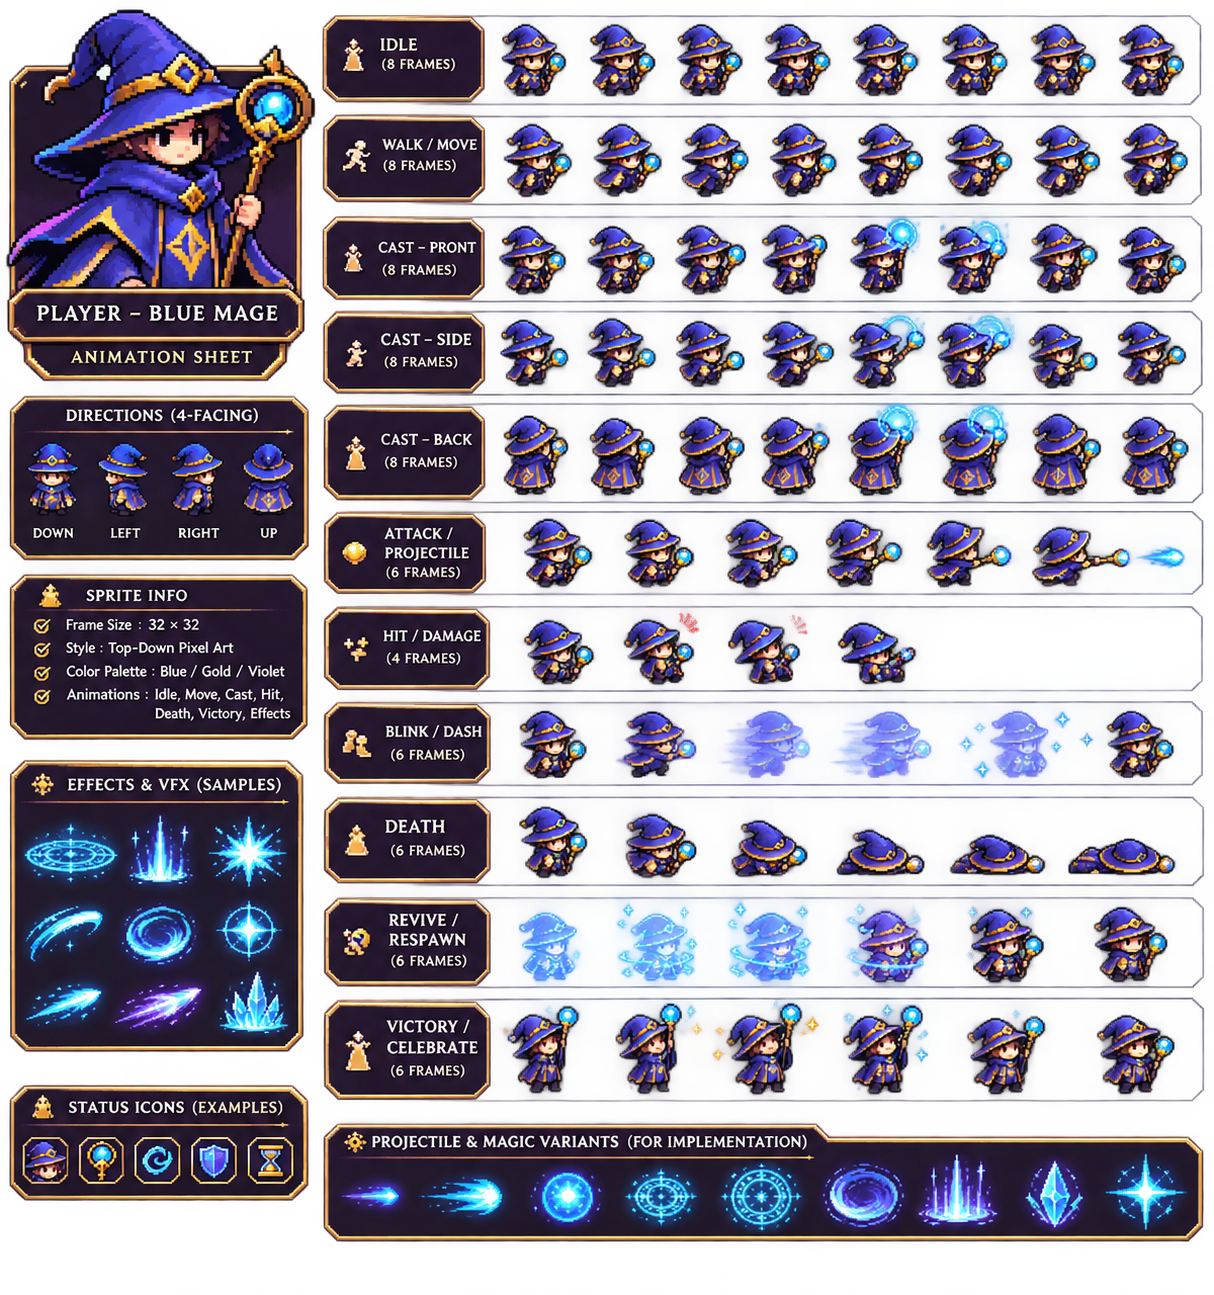 PLAYER – BLUE MAGE
ANIMATION SHEET
DIRECTIONS (4-FACING)
DOWN
LEFT
RIGHT
UP
SPRITE INFO
Frame Size : 32 × 32
Style : Top-Down Pixel Art
Color Palette : Blue / Gold / Violet
Animations : Idle, Move, Cast, Hit,
Death, Victory, Effects
EFFECTS & VFX (SAMPLES)
STATUS ICONS (EXAMPLES)
IDLE
(8 FRAMES)
WALK / MOVE
(8 FRAMES)
CAST – PRONT
(8 FRAMES)
CAST – SIDE
(8 FRAMES)
CAST – BACK
(8 FRAMES)
ATTACK /
PROJECTILE
(6 FRAMES)
HIT / DAMAGE
(4 FRAMES)
BLINK / DASH
(6 FRAMES)
DEATH
(6 FRAMES)
REVIVE /
RESPAWN
(6 FRAMES)
VICTORY /
CELEBRATE
(6 FRAMES)
PROJECTILE & MAGIC VARIANTS (FOR IMPLEMENTATION)